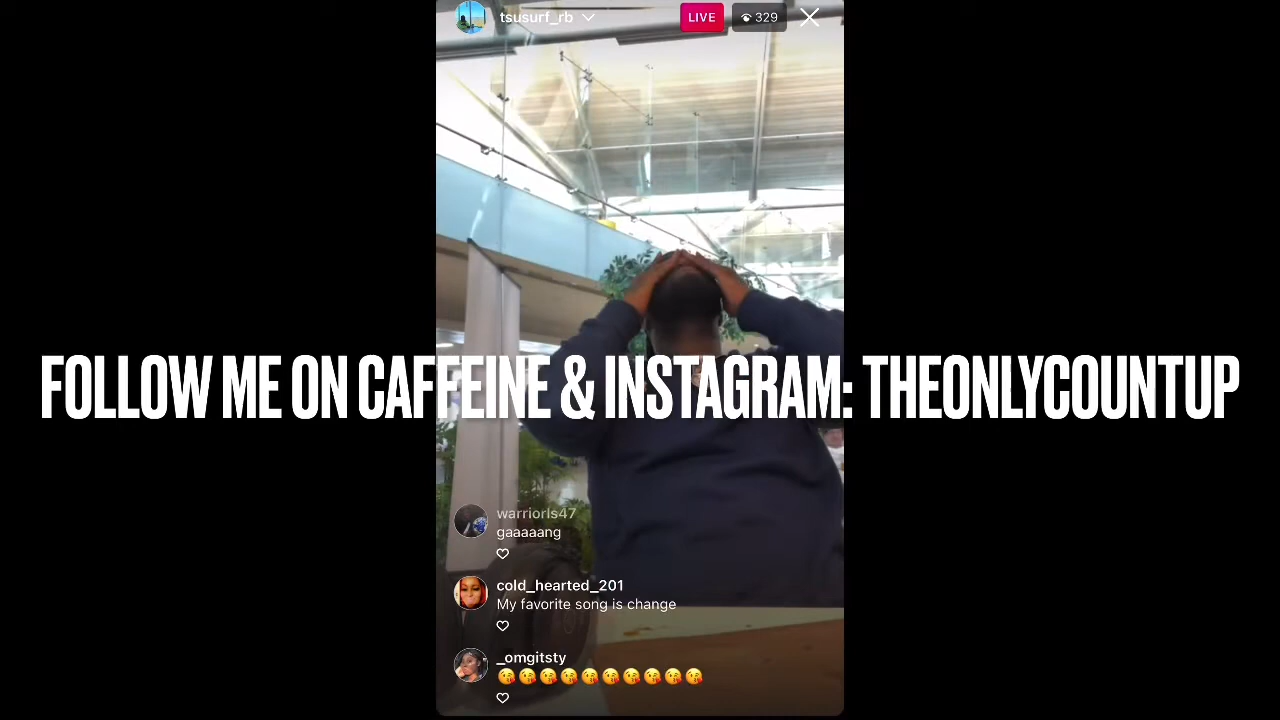 tsusurf_rb
LIVE
329
FOLLOW ME ON CAFFEINE & INSTAGRAM: THEONLYCOUNTUP
warriorls47
gaaaaang
cold_hearted_201
My favorite song is change
_omgitsty
😘😘😘😘😘😘😘😘😘😘